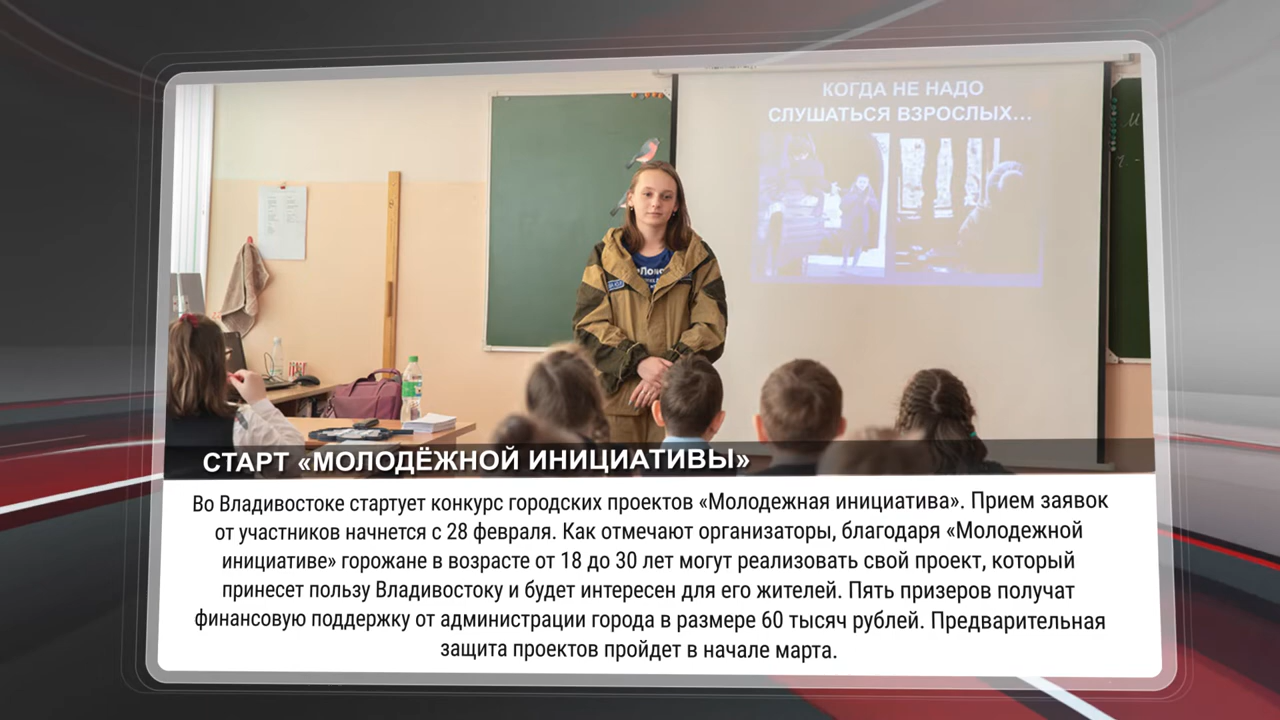 КОГДА НЕ НАДО
СЛУШАТЬСЯ ВЗРОСЛЫХ...
СТАРТ «МОЛОДЁЖНОЙ ИНИЦИАТИВЫ»
Во Владивостоке стартует конкурс городских проектов «Молодежная инициатива». Прием заявок
от участников начнется с 28 февраля. Как отмечают организаторы, благодаря «Молодежной
инициативе» горожане в возрасте от 18 до 30 лет могут реализовать свой проект, который
принесет пользу Владивостоку и будет интересен для его жителей. Пять призеров получат
финансовую поддержку от администрации города в размере 60 тысяч рублей. Предварительная
защита проектов пройдет в начале марта.